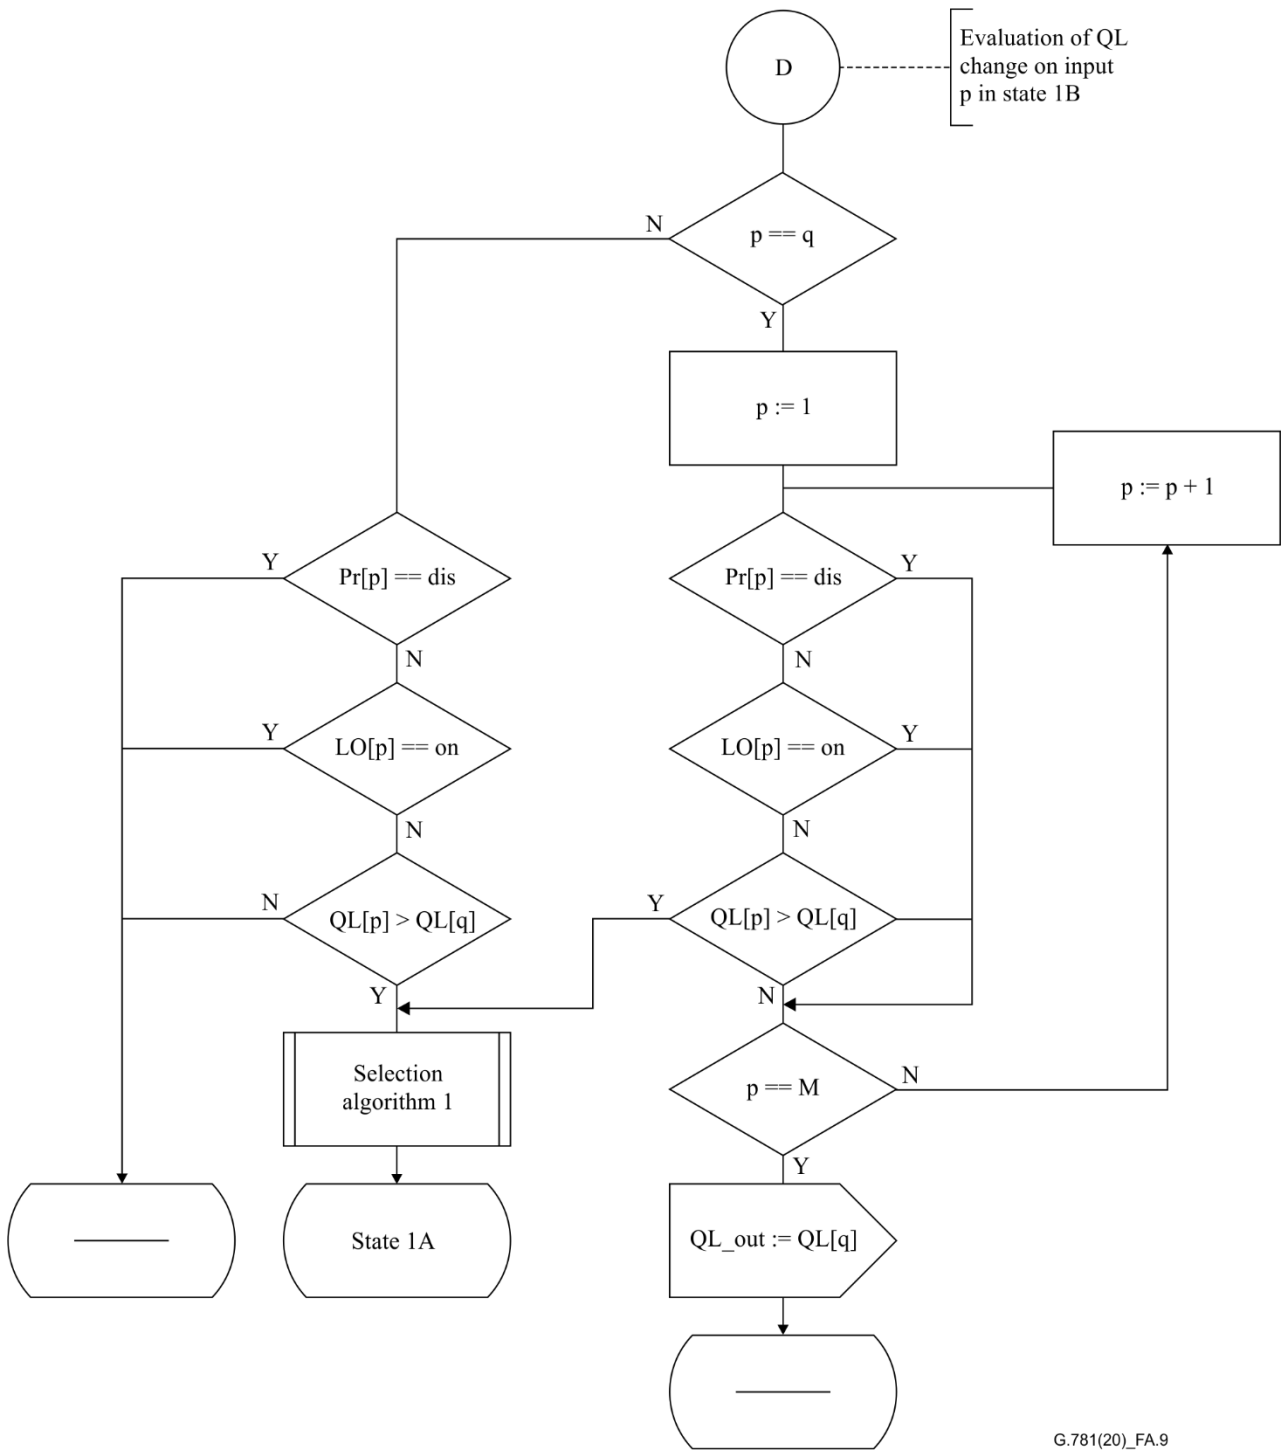 D
Evaluation of QL
change on input
p in state 1B
N
p == q
Y
p := 1
p := p + 1
Y
Pr[p] == dis
N
Pr[p] == dis
Y
N
Y
LO[p] == on
N
LO[p] == on
Y
N
N
QL[p] > QL[q]
Y
Y
QL[p] > QL[q]
N
Selection
algorithm 1
p == M
N
Y
State 1A
QL_out := QL[q]
G.781(20)_FA.9